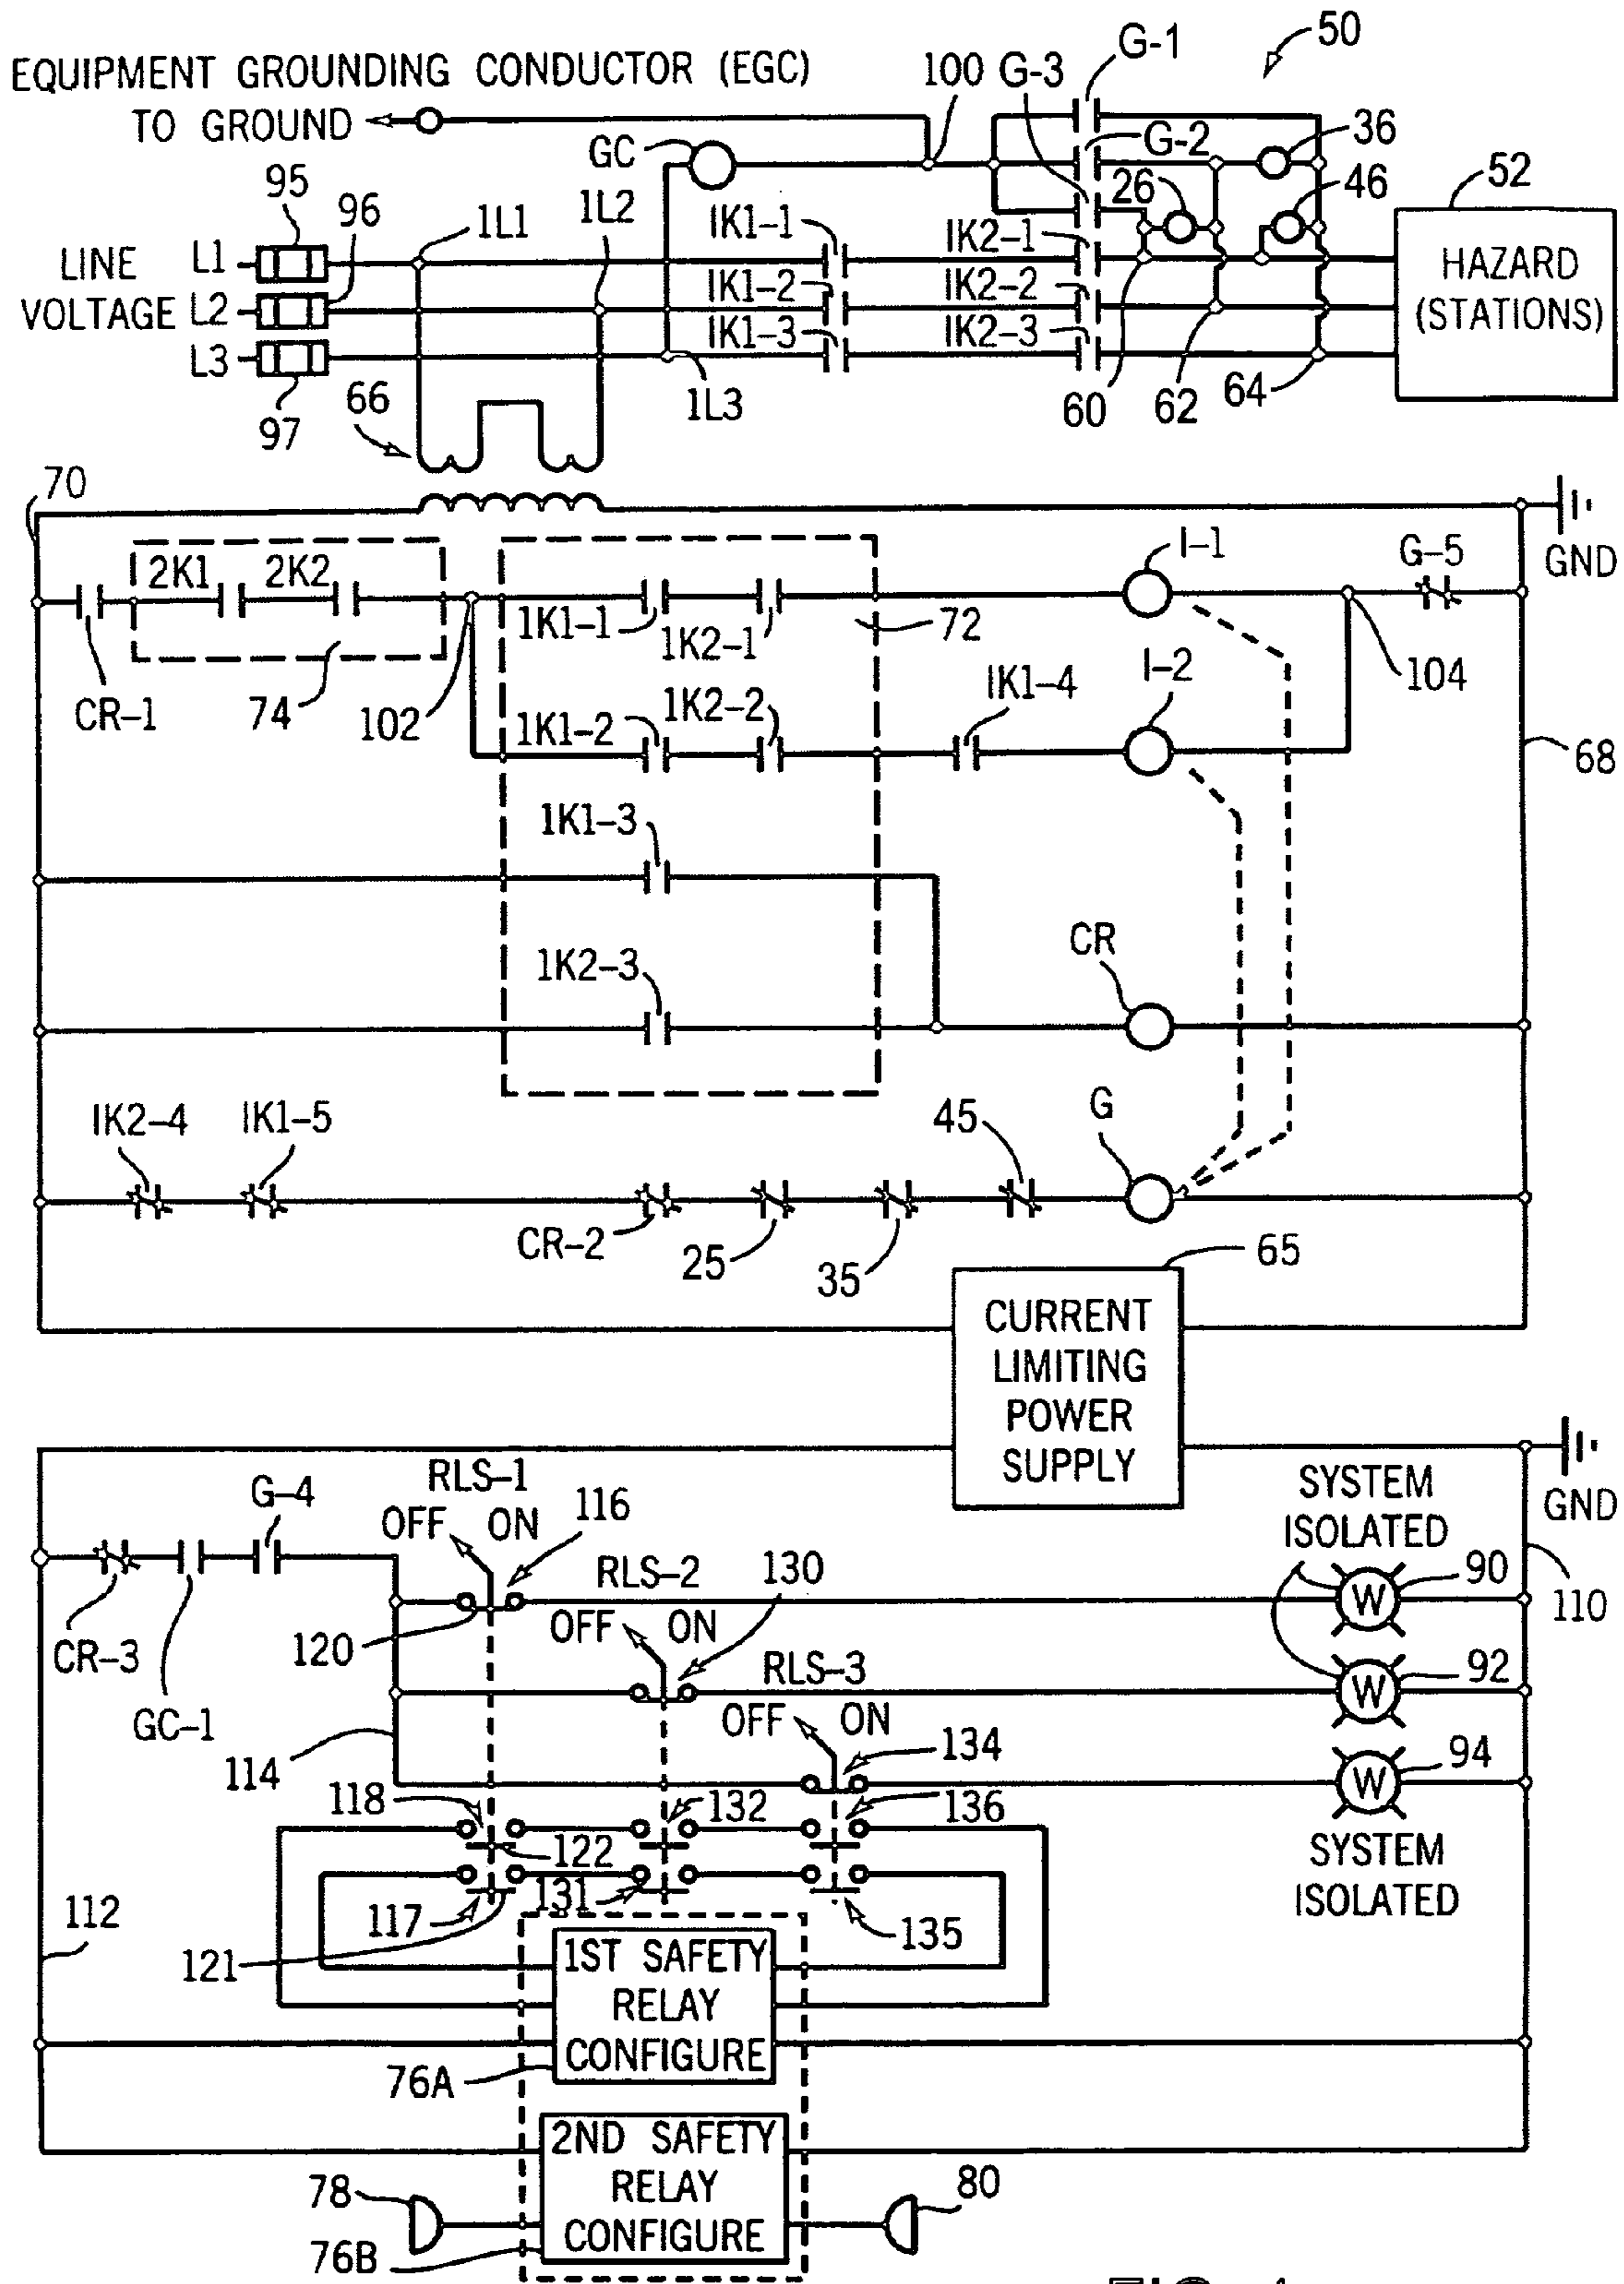 50
G-1
EQUIPMENT GROUNDING CONDUCTOR (EGC)
TO GROUND
100 G-3
G-2
36
GC
26
46
52
95
96
1L1
1L2
IK1-1
IK2-1
LINE
VOLTAGE
L1
L2
L3
IK1-2
IK2-2
IK1-3
IK2-3
HAZARD
(STATIONS)
97
66
1L3
60
62
64
70
GND
2K1
2K2
I-1
G-5
1K1-1
1K2-1
72
CR-1
74
102
104
I-2
IK1-4
1K1-2
1K2-2
68
1K1-3
CR
1K2-3
IK2-4
IK1-5
45
G
CR-2
25
35
65
CURRENT
LIMITING
POWER
SUPPLY
RLS-1
G-4
OFF
ON
116
SYSTEM
ISOLATED
GND
RLS-2
130
90
CR-3
120
OFF
ON
110
RLS-3
92
W
W
GC-1
OFF
ON
114
134
94
W
118
132
136
122
SYSTEM
ISOLATED
112
117
131
135
121
1ST SAFETY
RELAY
CONFIGURE
76A
2ND SAFETY
RELAY
CONFIGURE
78
80
76B